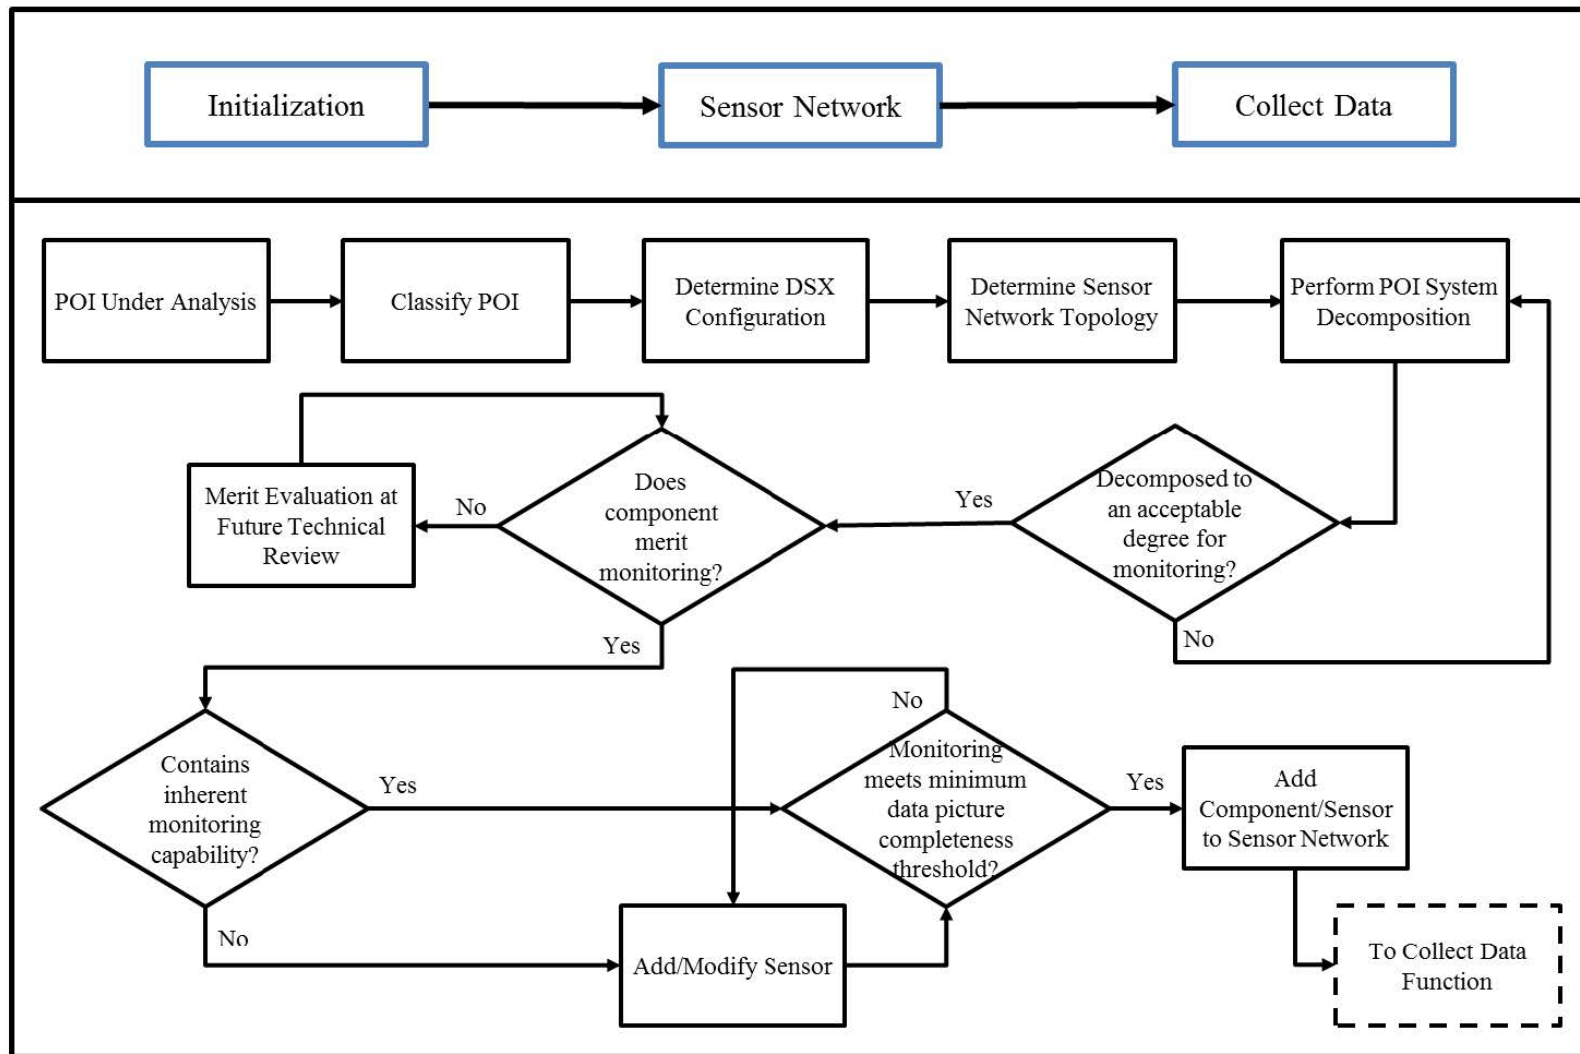 Initialization
Sensor Network
Collect Data
POI Under Analysis
Classify POI
Determine DSX
Configuration
Determine Sensor
Network Topology
Perform POI System
Decomposition
Merit Evaluation at
Future Technical
Review
No
Does
component
merit
monitoring?
Yes
Decomposed to
an acceptable
degree for
monitoring?
No
Yes
Contains
inherent
monitoring
capability?
Yes
No
No
Monitoring
meets minimum
data picture
completeness
threshold?
Yes
Add
Component/Sensor
to Sensor Network
Add/Modify Sensor
To Collect Data
Function